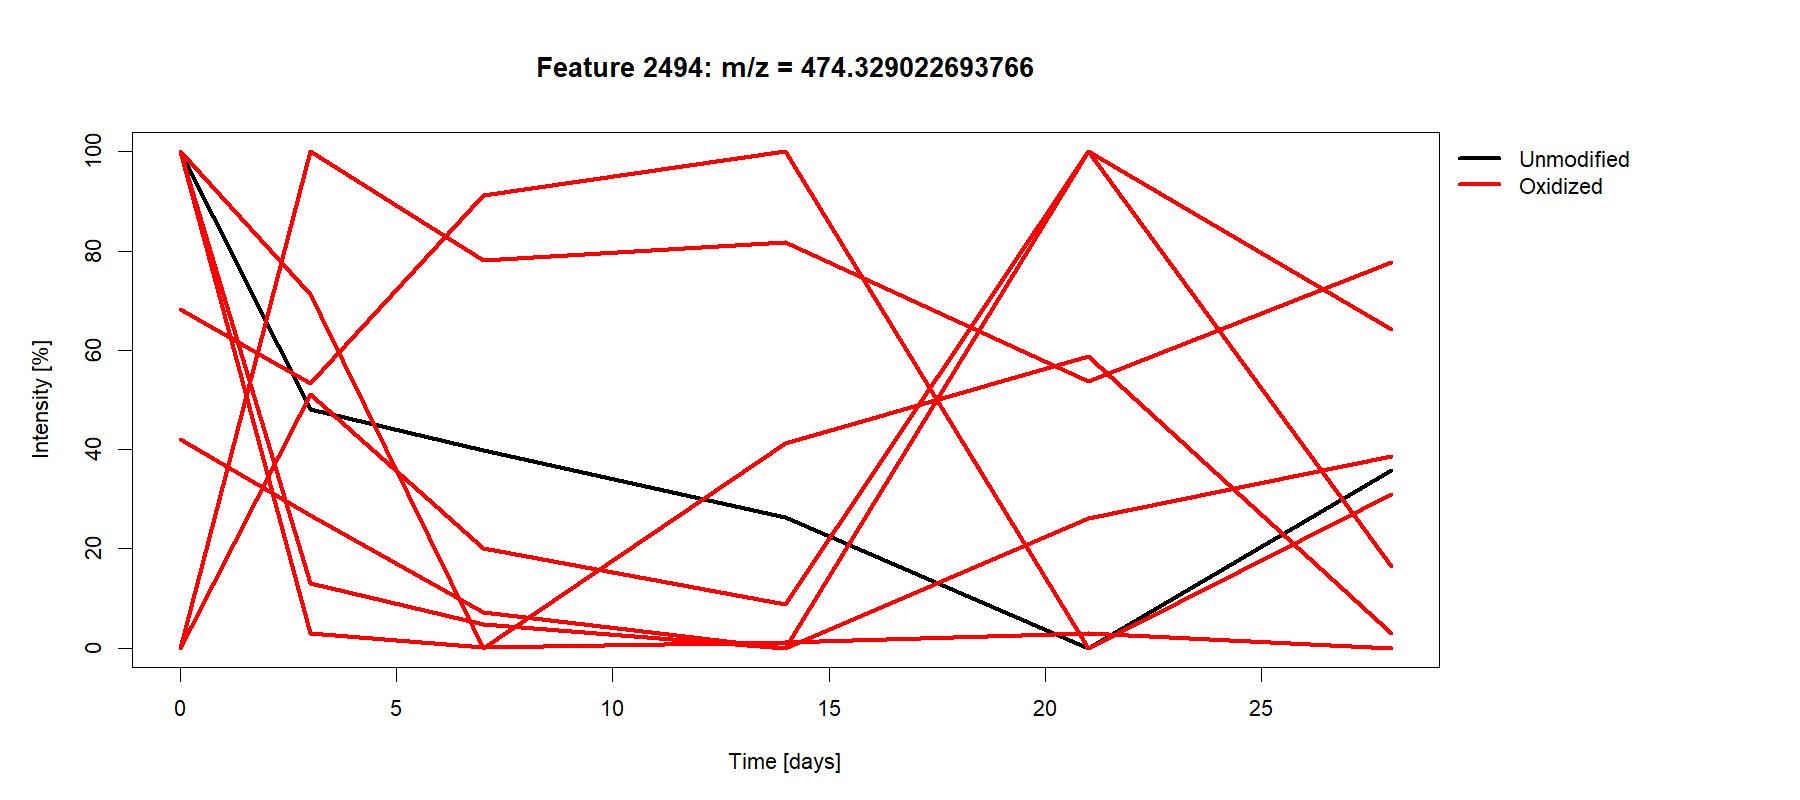 Feature 2494: m/z = 474.329022693766
Unmodified
Oxidized
Intensity [%]
100
80
60
40
20
0
0 5 10 15 20 25
Time [days]